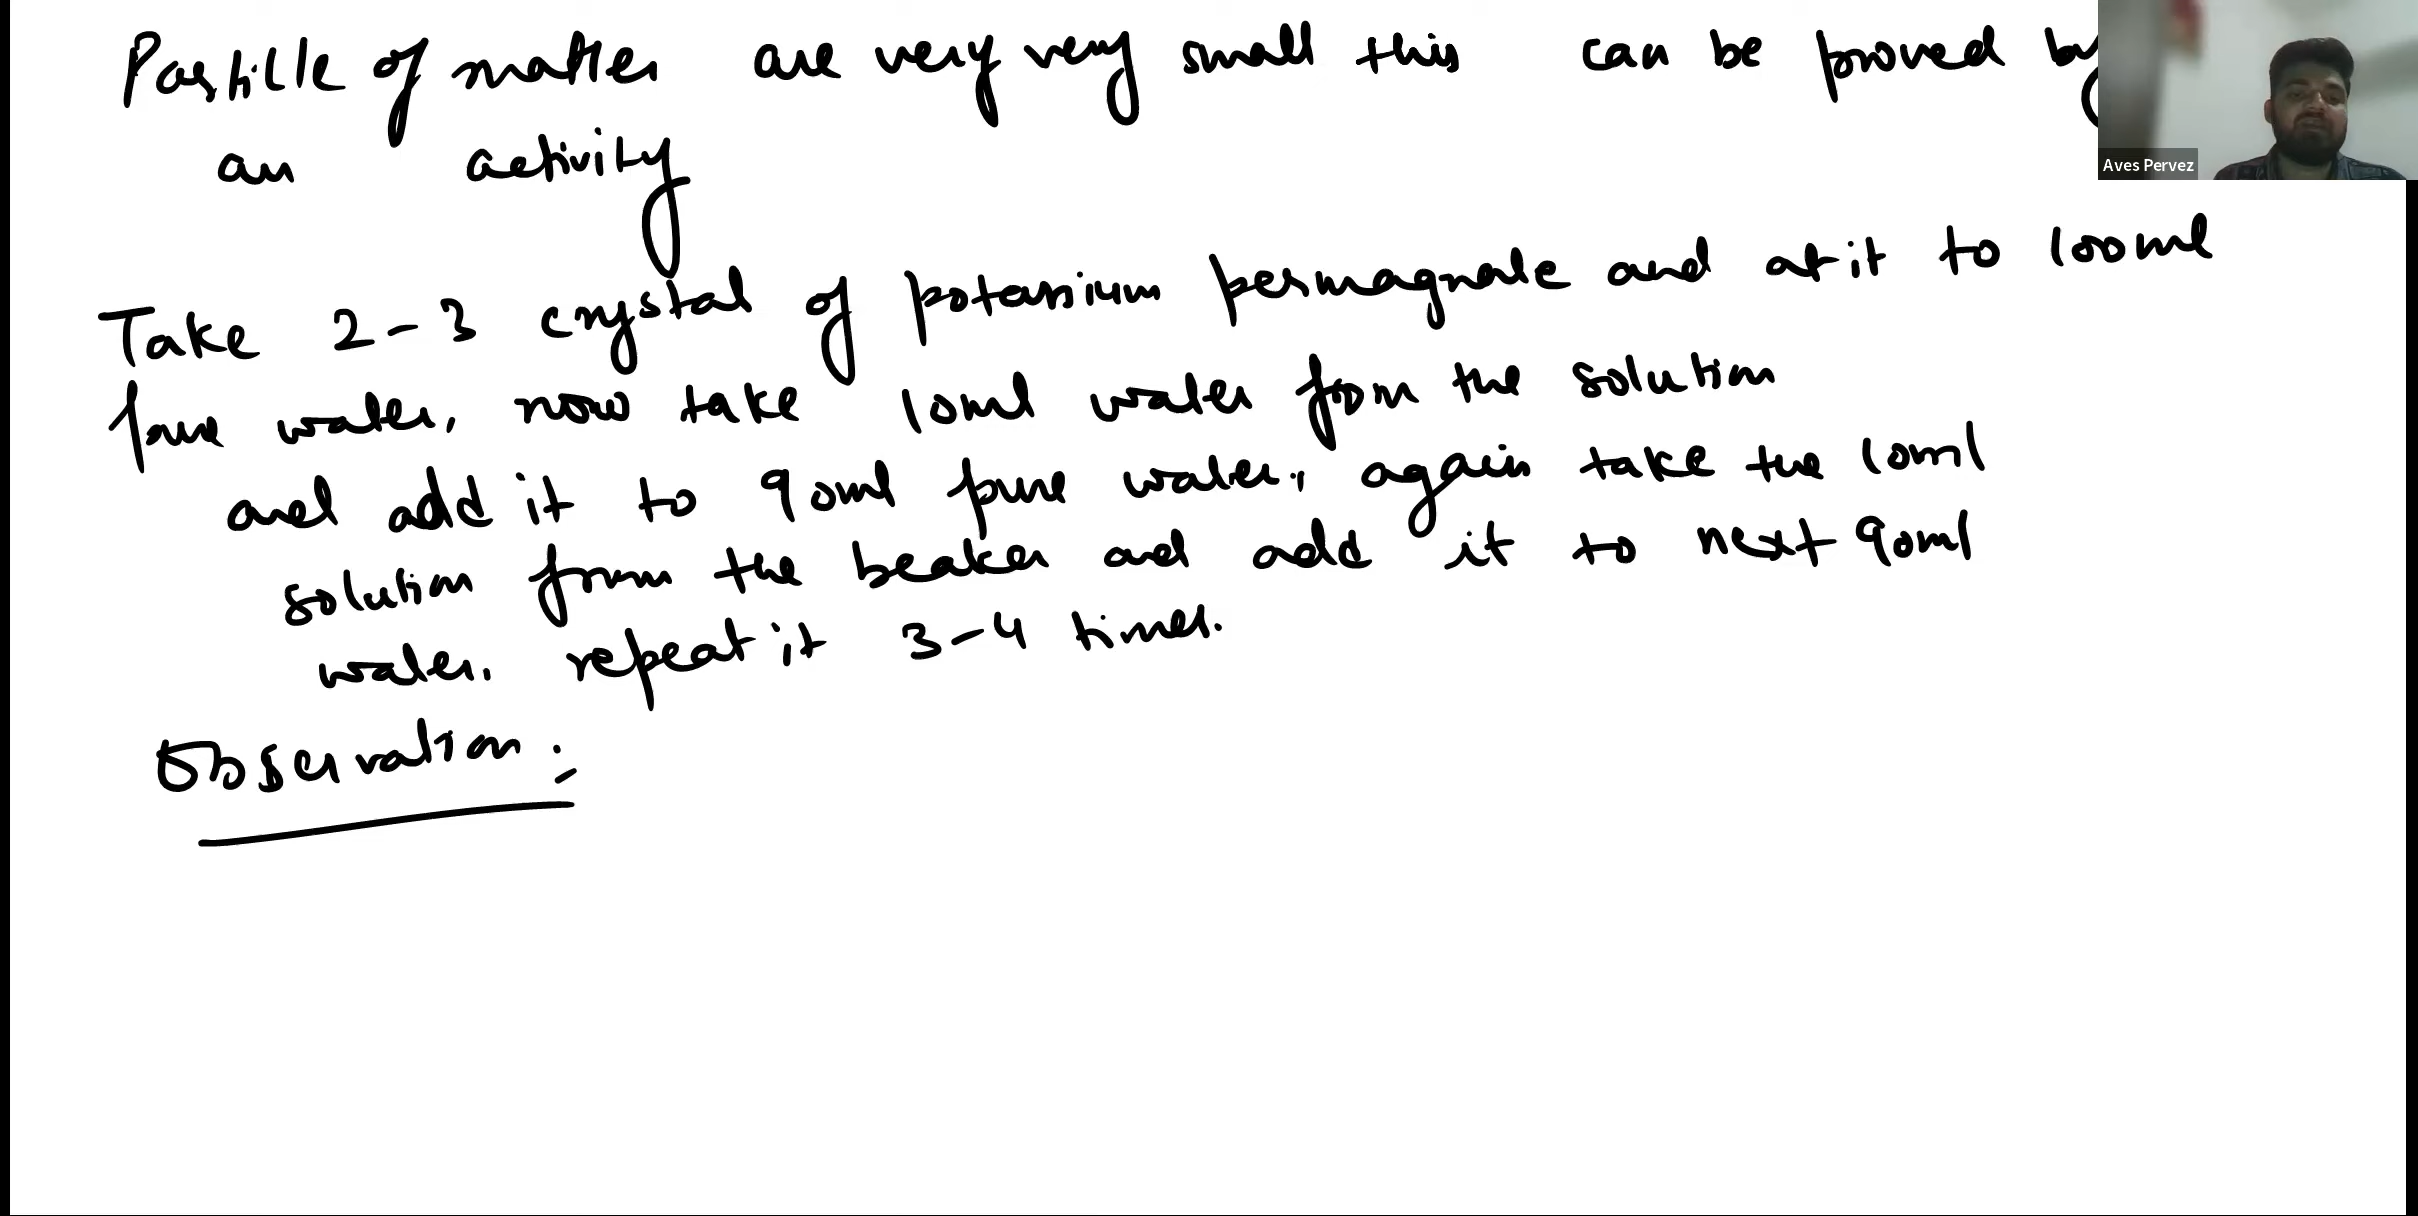 Particle of matter are very very small this can be proved by
Aves Pervez
an activity
Take 2-3 crystal of potassium permagnate and at it to 100ml
pure water, now take 10ml water from the solution
and add it to 90ml pure water, again take the 10ml
solution from the beaker and add it to next 90ml
water. repeat it 3-4 times.
Observation: